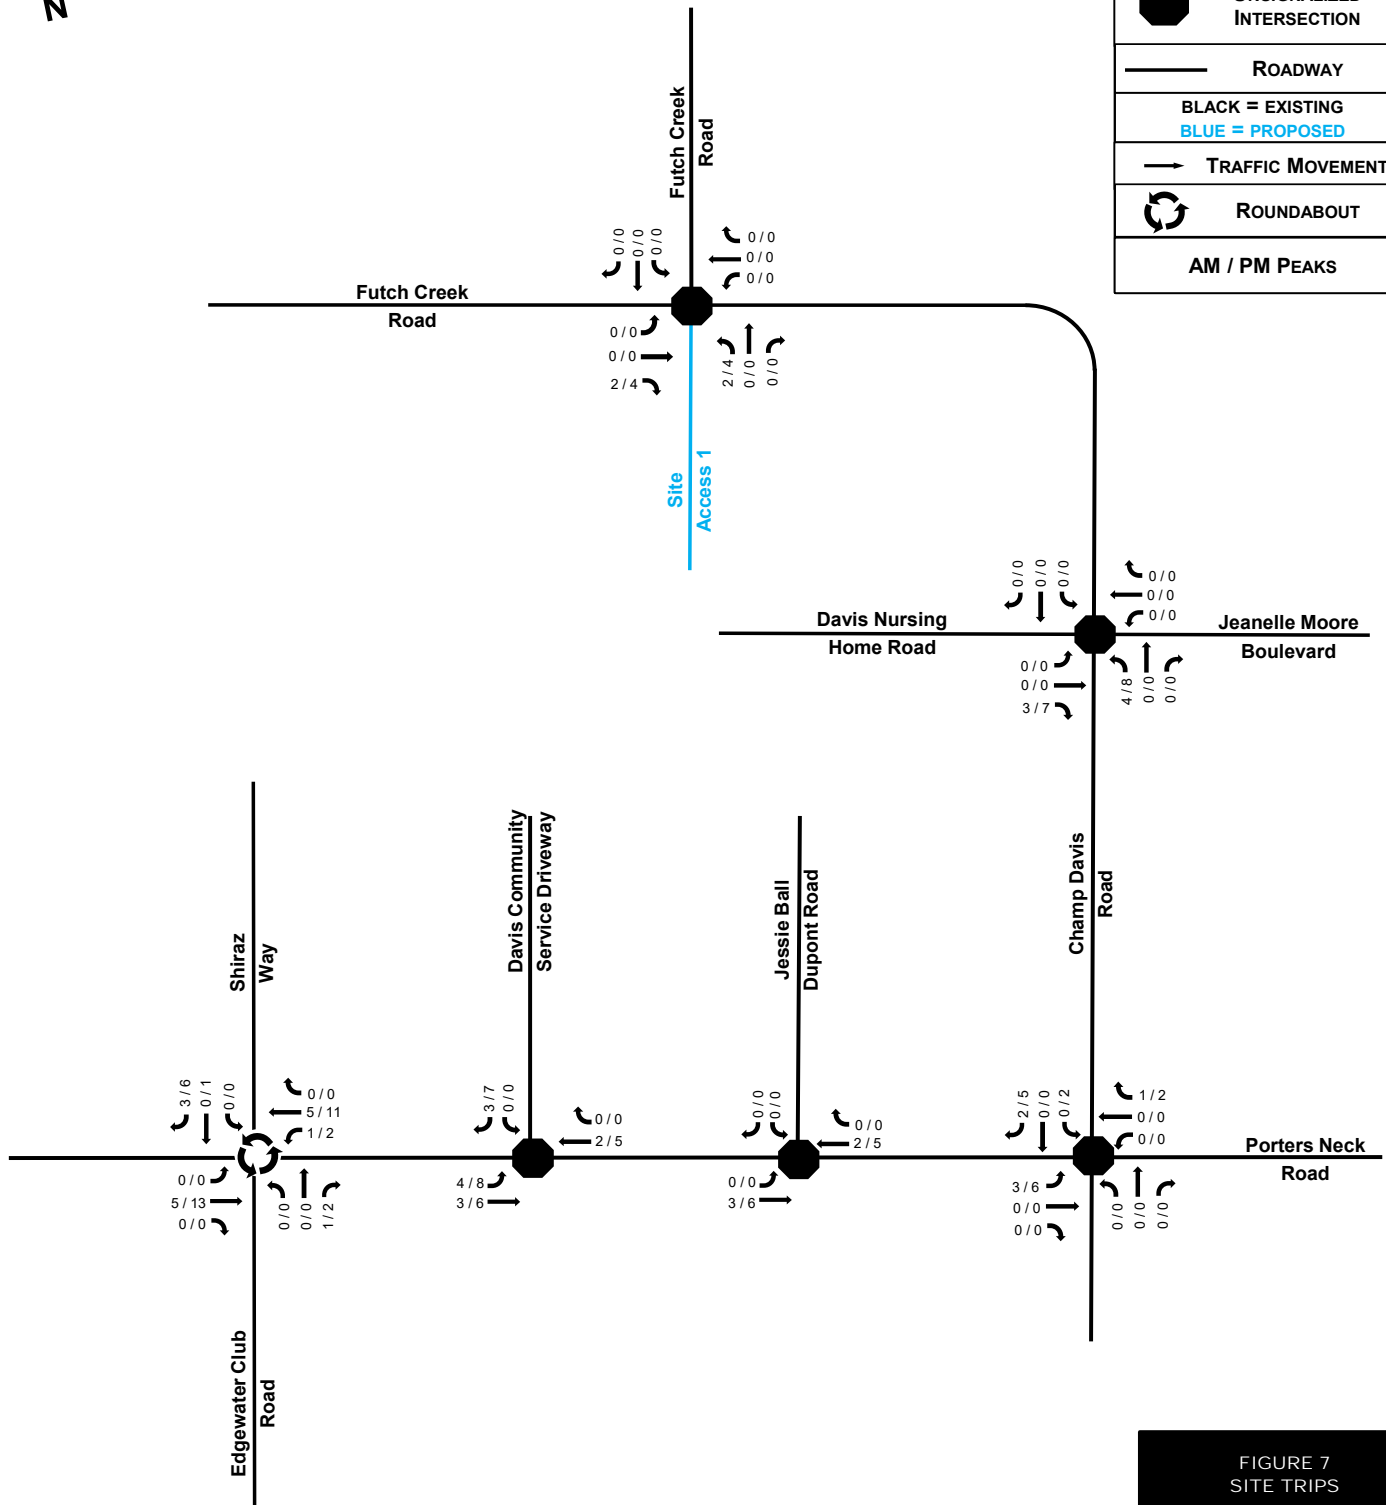 N
INTERSECTION
ROADWAY
BLACK = EXISTING
BLUE = PROPOSED
TRAFFIC MOVEMENT
ROUNDABOUT
AM / PM PEAKS
Futch Creek
Road
0 / 0
0 / 0
0 / 0
0 / 0
0 / 0
0 / 0
Futch Creek
Road
0 / 0
0 / 0
2 / 4
2 / 4
0 / 0
0 / 0
Site
Access 1
0 / 0
0 / 0
0 / 0
0 / 0
0 / 0
0 / 0
Davis Nursing
Home Road
Jeanelle Moore
Boulevard
0 / 0
0 / 0
3 / 7
4 / 8
0 / 0
0 / 0
Shiraz
Way
Davis Community
Service Driveway
Jessie Ball
Dupont Road
Champ Davis
Road
3 / 6
0 / 1
0 / 0
0 / 0
5 / 11
1 / 2
0 / 0
5 / 13
0 / 0
0 / 0
0 / 0
1 / 2
3 / 7
0 / 0
0 / 0
2 / 5
4 / 8
3 / 6
0 / 0
0 / 0
0 / 0
2 / 5
0 / 0
3 / 6
2 / 5
0 / 0
0 / 2
1 / 2
0 / 0
0 / 0
3 / 6
0 / 0
0 / 0
0 / 0
0 / 0
0 / 0
Porters Neck
Road
Edgewater Club
Road
FIGURE 7
SITE TRIPS